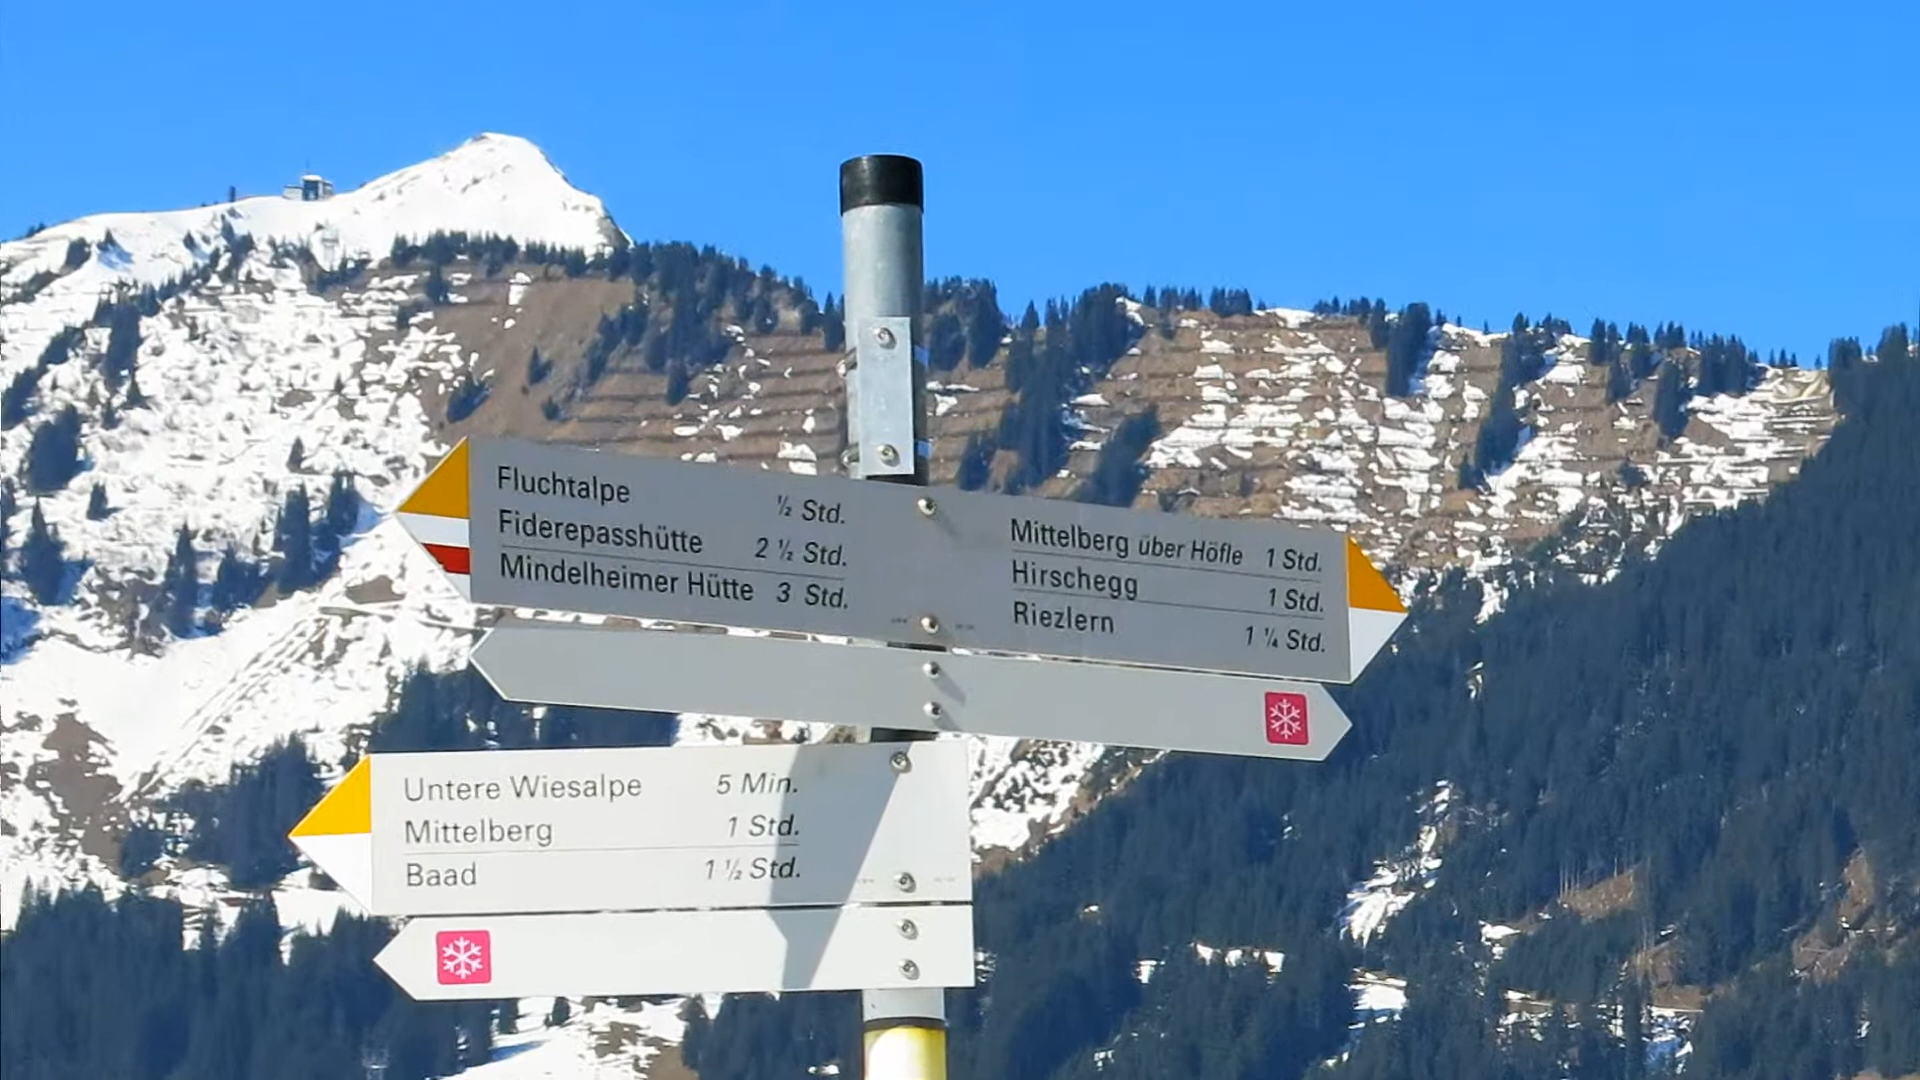 Fluchtalpe ½ Std.
Fiderepasshütte 2 ½ Std.
Mindelheimer Hütte 3 Std.
Mittelberg über Höfle 1 Std.
Hirschegg 1 Std.
Riezlern 1 ¼ Std.
Untere Wiesalpe 5 Min.
Mittelberg 1 Std.
Baad 1 ½ Std.